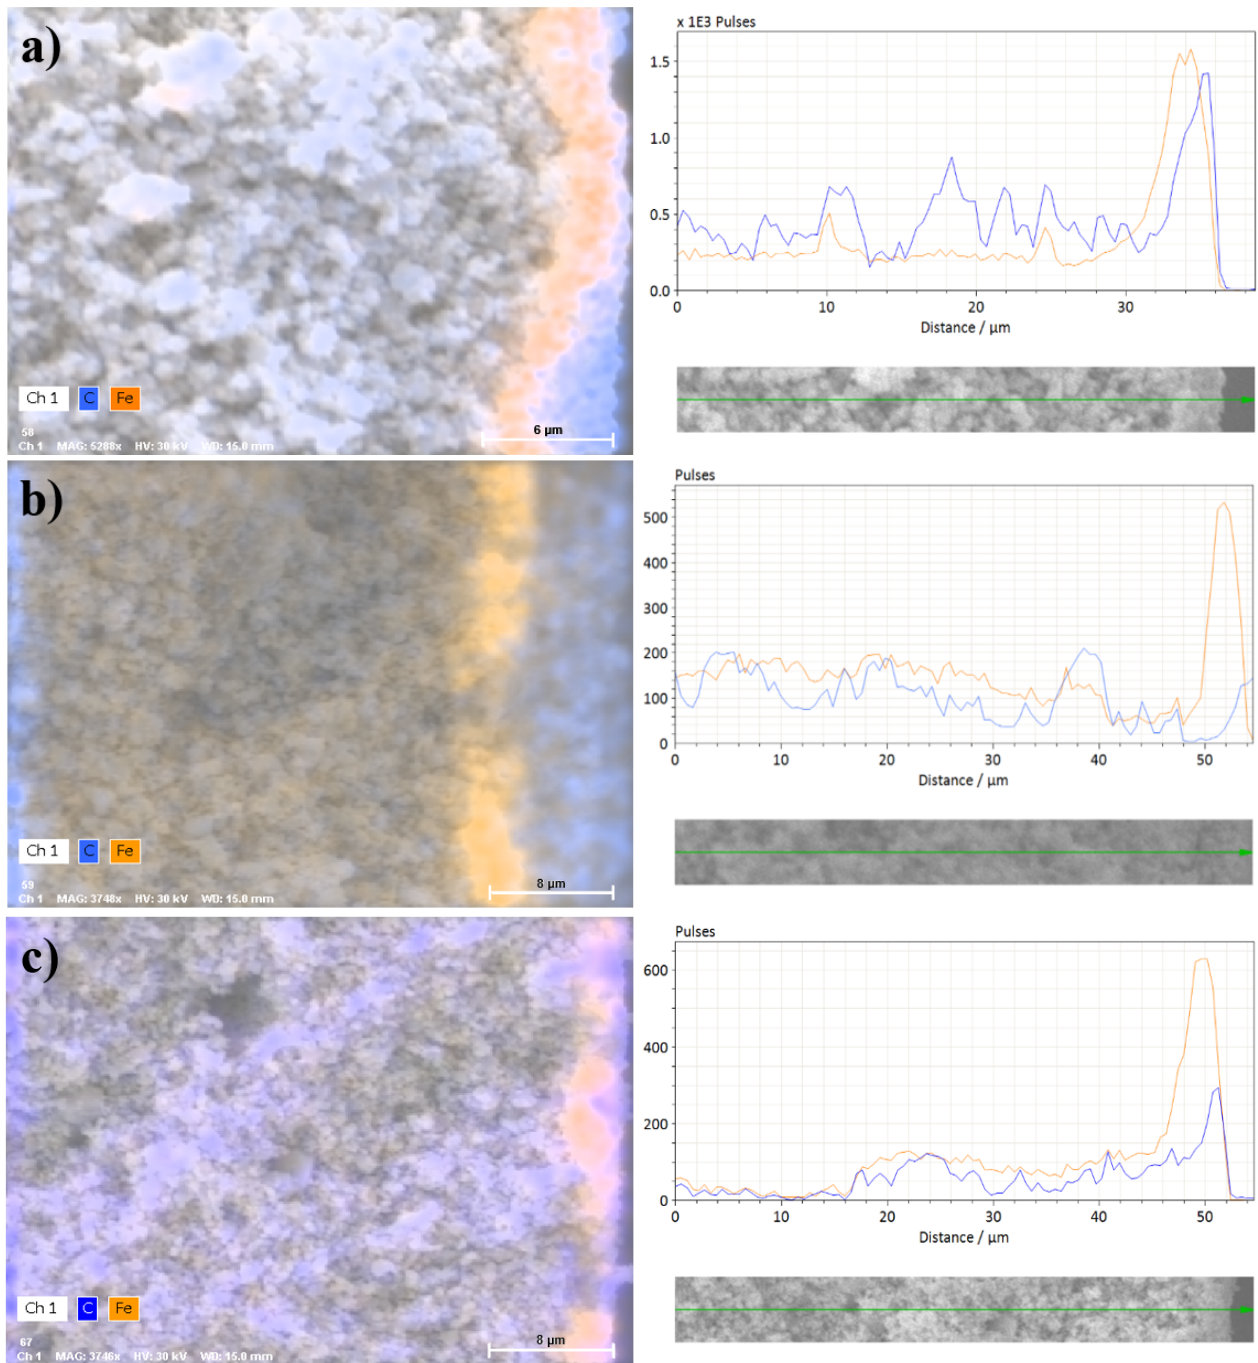 a)
Ch 1 C Fe
6 µm
58
Ch 1 MAG: 5288x HV: 30 kV WD: 15.0 mm
x 1E3 Pulses
1.5
1.0
0.5
0.0
0 10 20 30
Distance / µm
b)
Ch 1 C Fe
8 µm
59
Ch 1 MAG: 3748x HV: 30 kV WD: 15.0 mm
Pulses
500
400
300
200
100
0
0 10 20 30 40 50
Distance / µm
c)
Ch 1 C Fe
8 µm
67
Ch 1 MAG: 3746x HV: 30 kV WD: 15.0 mm
Pulses
600
400
200
0
0 10 20 30 40 50
Distance / µm